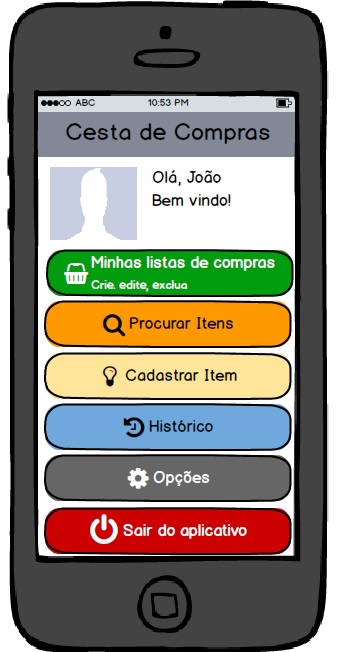 ABC 10:53 PM
Cesta de Compras
Olá, João
Bem vindo!
Minhas listas de compras
Crie. edite, exclua
Procurar Itens
Cadastrar Item
Histórico
Opções
Sair do aplicativo